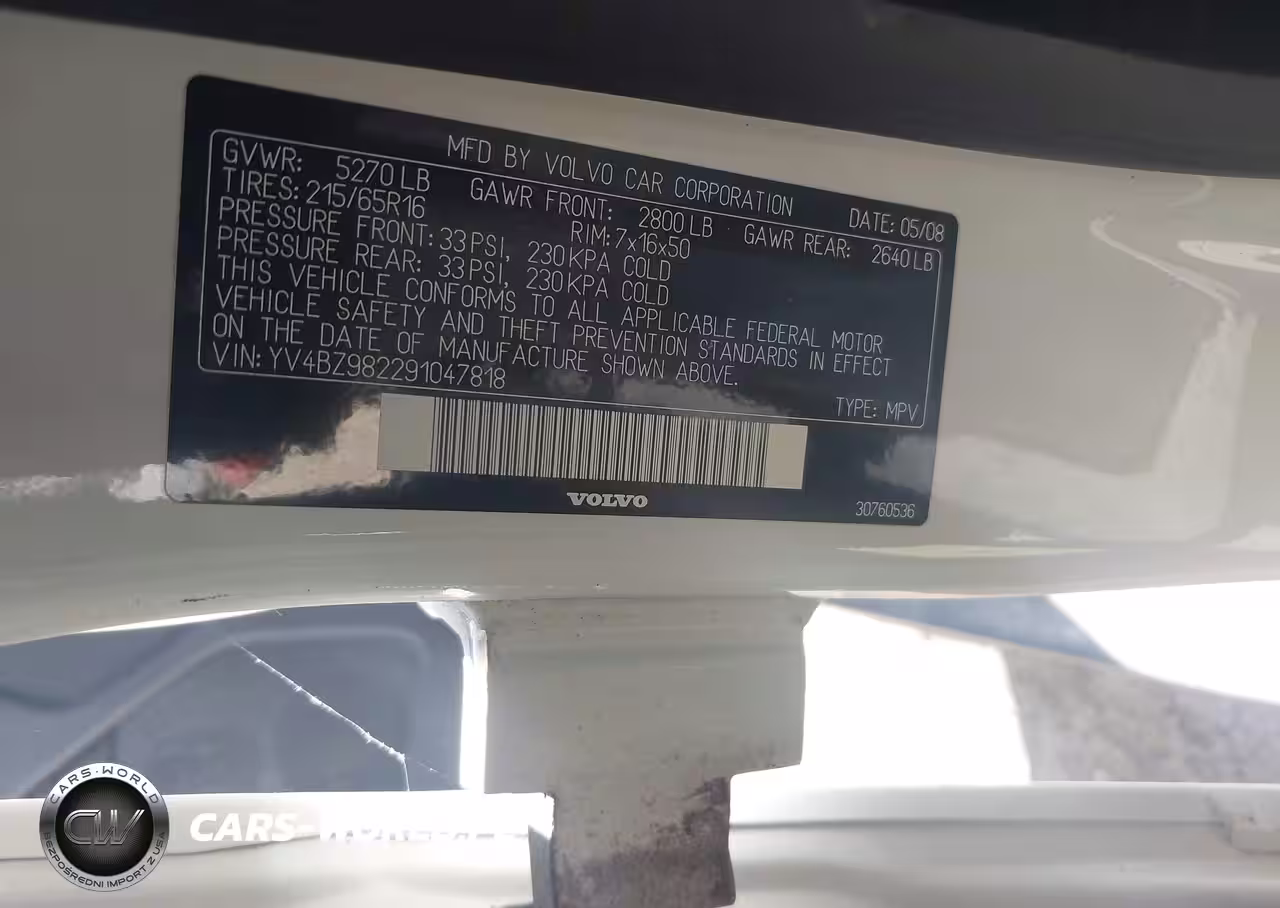 MFD BY VOLVO CAR CORPORATION DATE: 05/08
GVWR: 5270 LB GAWR FRONT: 2800 LB GAWR REAR: 2640 LB
TIRES: 215/65R16 RIM: 7x16x50
PRESSURE FRONT: 33 PSI, 230 KPA COLD
PRESSURE REAR: 33 PSI, 230 KPA COLD
THIS VEHICLE CONFORMS TO ALL APPLICABLE FEDERAL MOTOR
VEHICLE SAFETY AND THEFT PREVENTION STANDARDS IN EFFECT
ON THE DATE OF MANUFACTURE SHOWN ABOVE.
VIN: YV4BZ982291047818 TYPE: MPV
VOLVO
30760536
CARS-WORLD
CW
BEZPOŚREDNI IMPORT Z USA